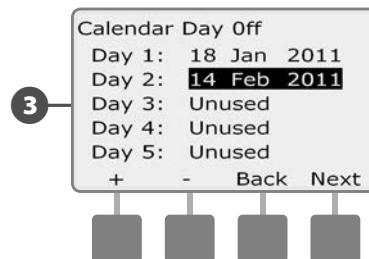 Calendar Day Off
Day 1: 18 Jan 2011
Day 2: 14 Feb 2011
3
Day 3: Unused
Day 4: Unused
Day 5: Unused
+ - Back Next